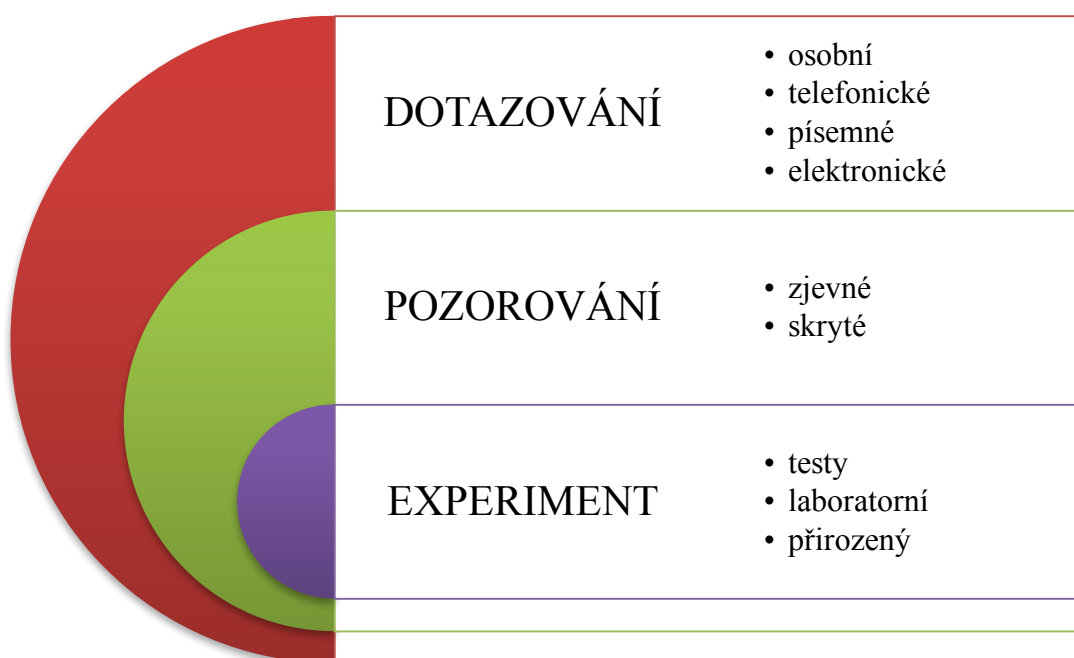 DOTAZOVÁNÍ
• osobní
• telefonické
• písemné
• elektronické
POZOROVÁNÍ
• zjevné
• skryté
EXPERIMENT
• testy
• laboratorní
• přirozený